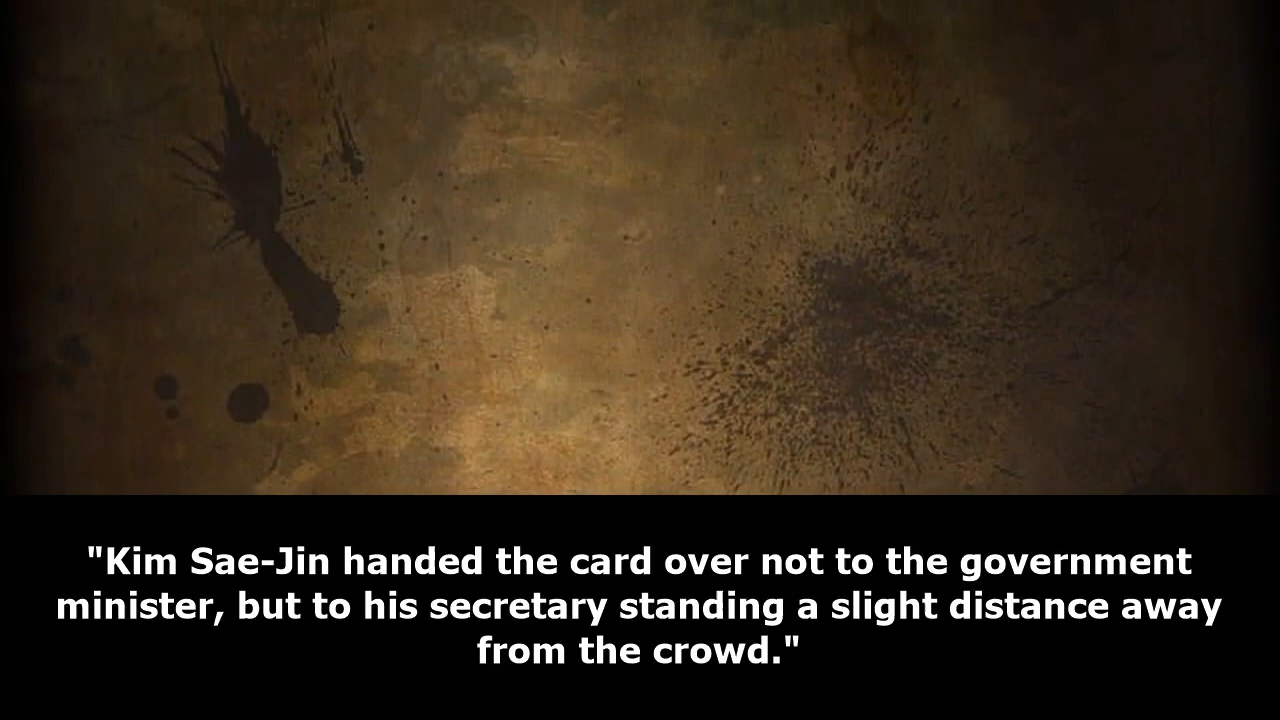 "Kim Sae-Jin handed the card over not to the government
minister, but to his secretary standing a slight distance away
from the crowd."